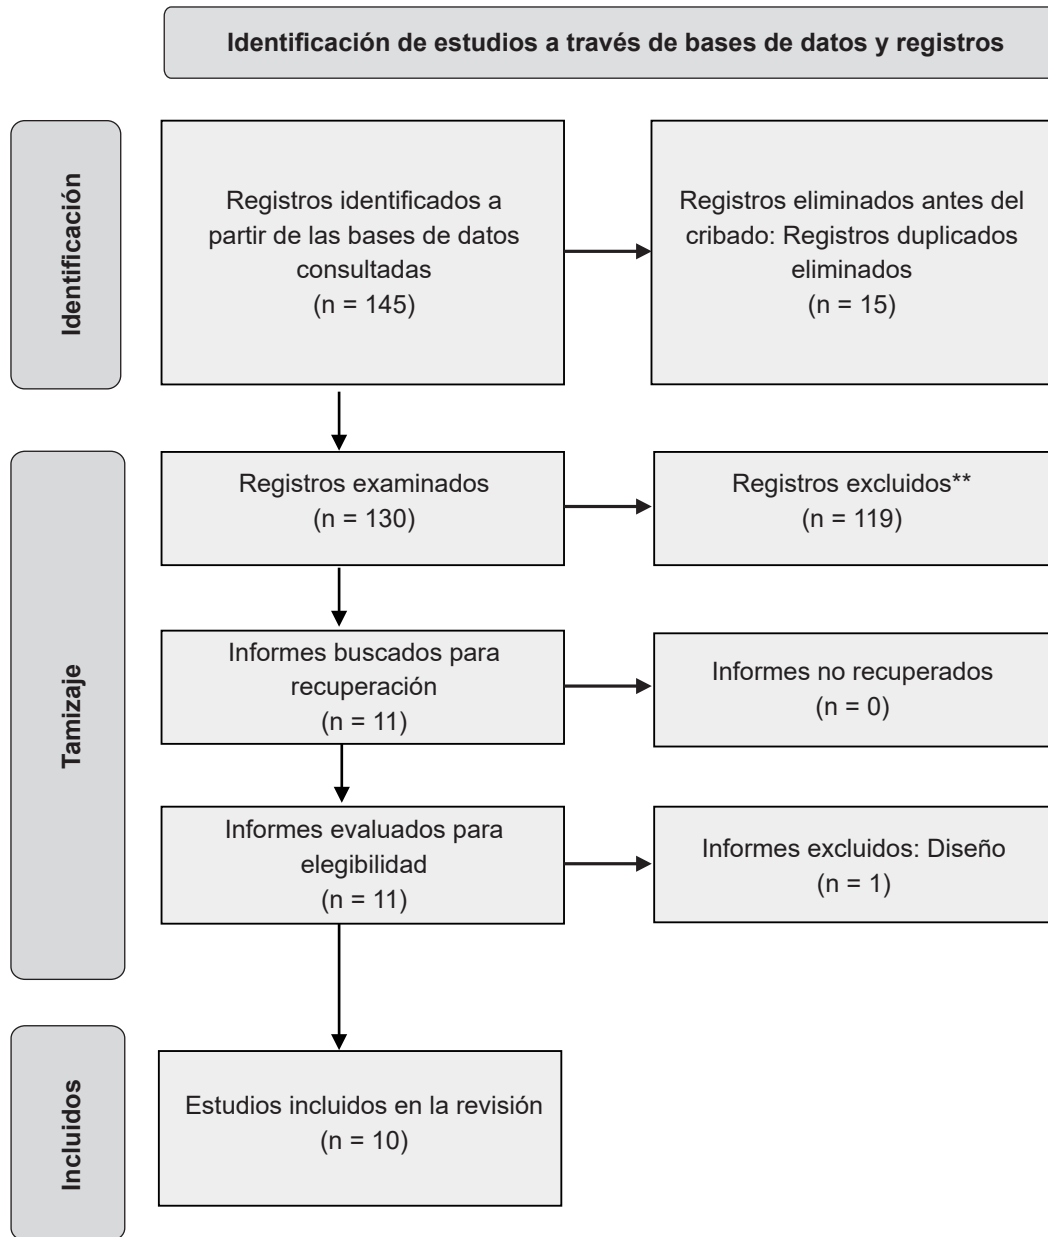 Identificación de estudios a través de bases de datos y registros
Identificación
Registros identificados a
partir de las bases de datos
consultadas
(n = 145)
Registros eliminados antes del
cribado: Registros duplicados
eliminados
(n = 15)
Tamizaje
Registros examinados
(n = 130)
Registros excluidos**
(n = 119)
Informes buscados para
recuperación
(n = 11)
Informes no recuperados
(n = 0)
Informes evaluados para
elegibilidad
(n = 11)
Informes excluidos: Diseño
(n = 1)
Incluidos
Estudios incluidos en la revisión
(n = 10)